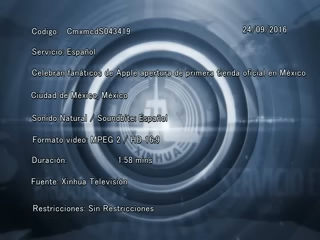 Codigo CmxmcdS043419 24/09/2016
Servicio: Español
Celebran fanáticos de Apple apertura de primera tienda oficial en México
Ciudad de México, México
Sonido Natural / Soundbite: Español
Formato video: MPEG 2 / HD 16:9
Duración: 1:58 mins
XINHUA
Fuente: Xinhua Televisión
Restricciones: Sin Restricciones